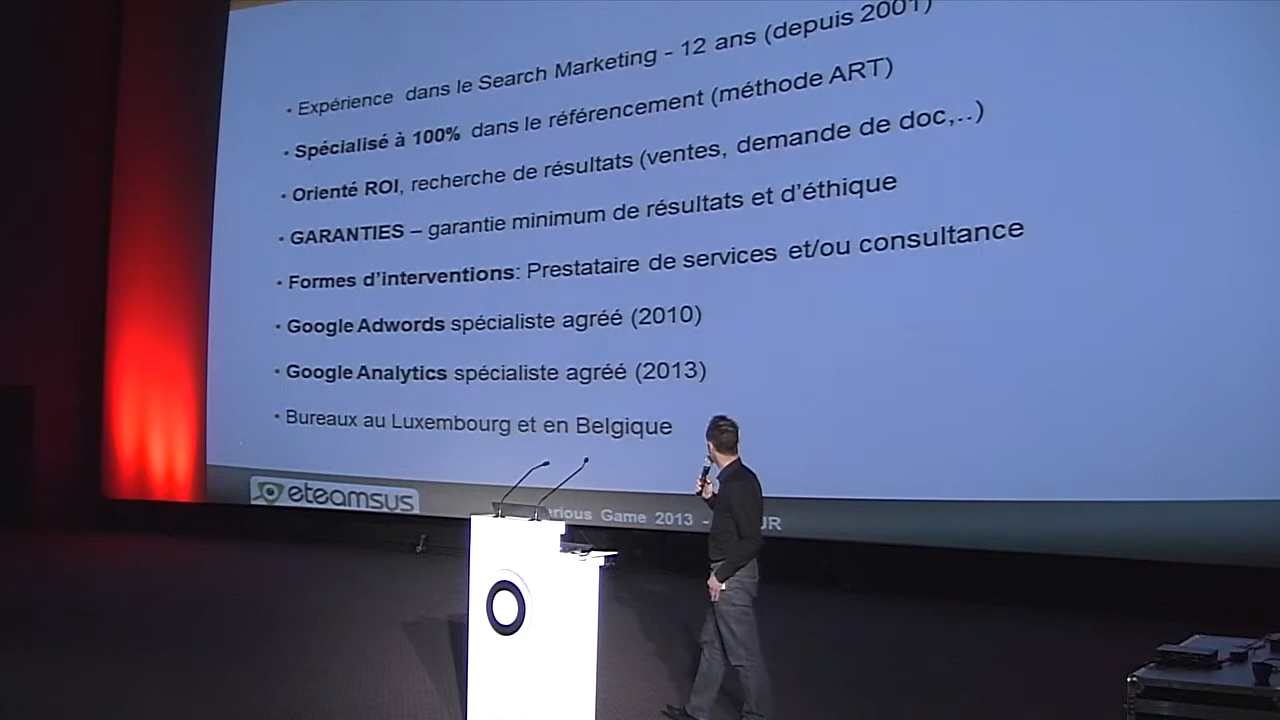 • Expérience dans le Search Marketing - 12 ans (depuis 2001)
• Spécialisé à 100% dans le référencement (méthode ART)
• Orienté ROI, recherche de résultats (ventes, demande de doc,..)
• GARANTIES – garantie minimum de résultats et d'éthique
• Formes d'interventions: Prestataire de services et/ou consultance
• Google Adwords spécialiste agréé (2010)
• Google Analytics spécialiste agréé (2013)
• Bureaux au Luxembourg et en Belgique
eteamsus
Game 2013 -